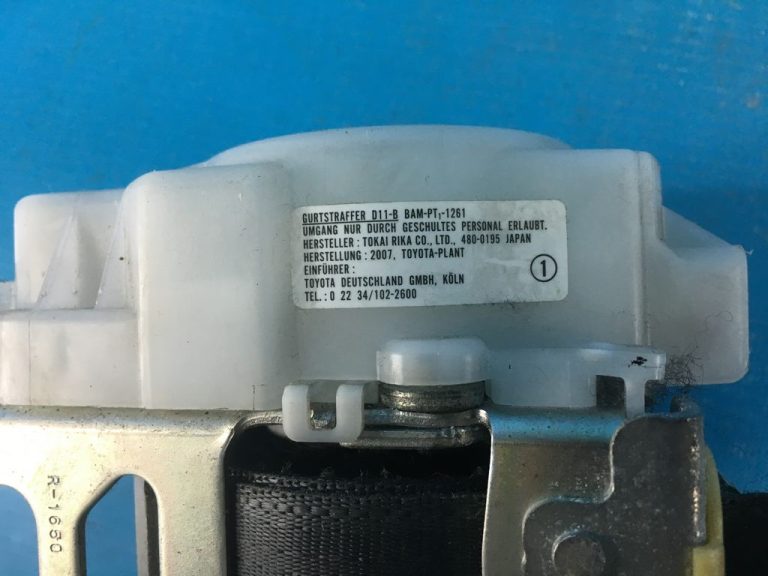 GURTSTRAFFER D11-B BAM-PT₁-1261
UMGANG NUR DURCH GESCHULTES PERSONAL ERLAUBT.
HERSTELLER : TOKAI RIKA CO., LTD., 480-0195 JAPAN
HERSTELLUNG : 2007, TOYOTA-PLANT
EINFÜHRER :
TOYOTA DEUTSCHLAND GMBH, KÖLN
TEL.: 0 22 34/102-2600
①
R-1650